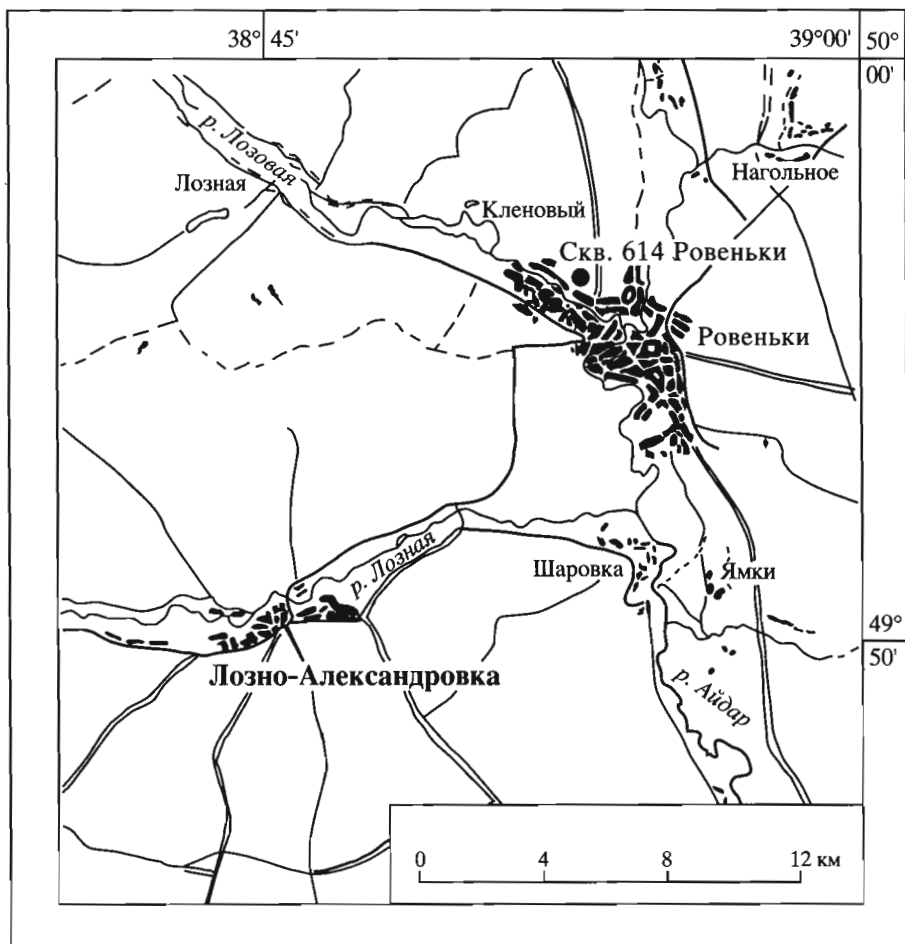 38° 45'
39° 00'
50° 00'
р. Лозовая
Лозная
Нагольное
Кленовый
Скв. 614 Ровеньки
Ровеньки
р. Лозная
Шаровка
Ямки
49° 50'
Лозно-Александровка
р. Айдар
0 4 8 12 км